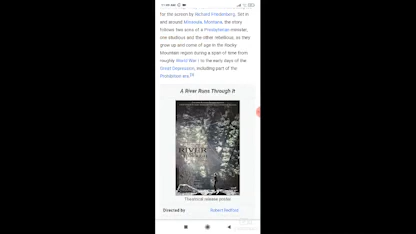 for the screen by Richard Friedenberg. Set in
and around Missoula, Montana, the story
follows two sons of a Presbyterian minister,
one studious and the other rebellious, as they
grow up and come of age in the Rocky
Mountain region during a span of time from
roughly World War I to the early days of the
Great Depression, including part of the
Prohibition era.
A River Runs Through It
RIVER
Theatrical release poster
Directed by Robert Redford